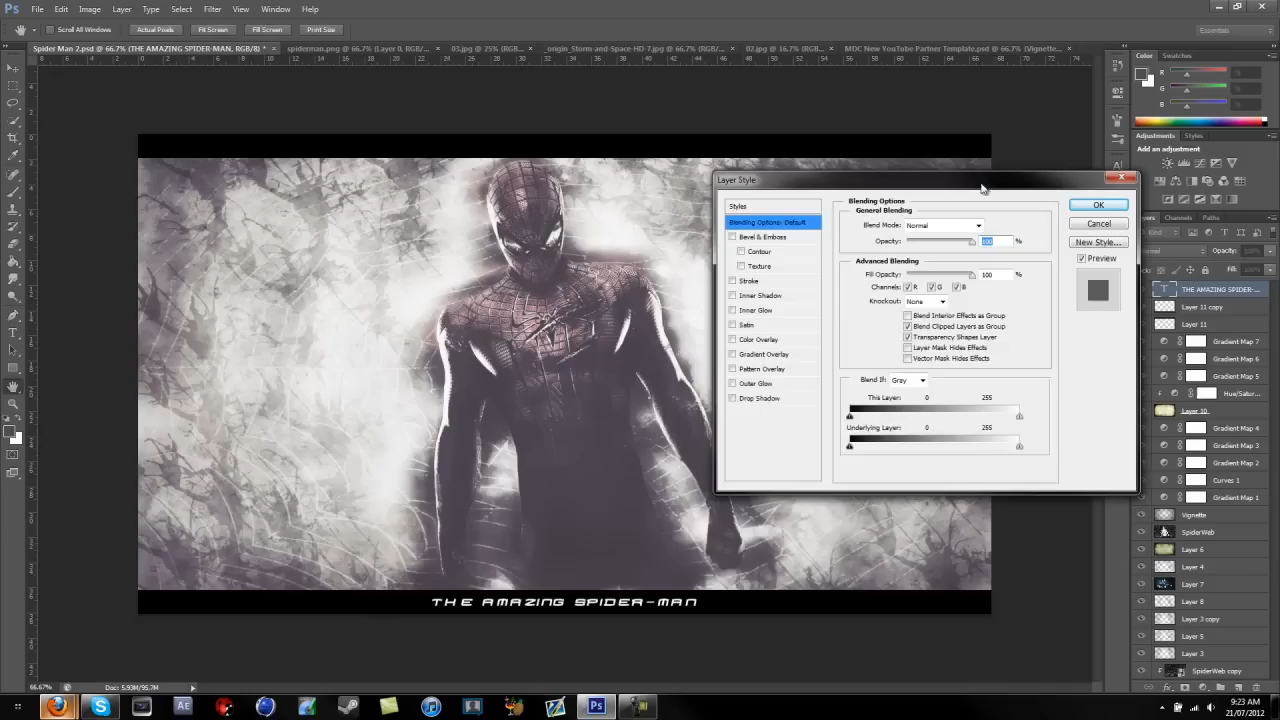 Ps File Edit Image Layer Type Select Filter View Window Help
Scroll All Windows Actual Pixels Fit Screen Fill Screen Print Size Essentials
Spider Man 2.psd @ 66.7% (THE AMAZING SPIDER-MAN, RGB/8) * × spiderman.png @ 66.7% (Layer 0, RGB/... × 03.jpg @ 25% (RGB... × _origin_Storm-and-Space-HD-7.jpg @ 66.7% (RGB/... × 02.jpg @ 16.7% (RGB... × MDC New YouTube Partner Template.psd @ 66.7% (Vignette... ×
Color Swatches
R
G
B
Adjustments Styles
Add an adjustment
Layer Style
Styles
Blending Options: Default
Bevel & Emboss
Contour
Texture
Stroke
Inner Shadow
Inner Glow
Satin
Color Overlay
Gradient Overlay
Pattern Overlay
Outer Glow
Drop Shadow
Blending Options
General Blending
Blend Mode: Normal
Opacity: 100 %
Advanced Blending
Fill Opacity: 100 %
Channels: R G B
Knockout: None
Blend Interior Effects as Group
Blend Clipped Layers as Group
Transparency Shapes Layer
Layer Mask Hides Effects
Vector Mask Hides Effects
Blend If: Gray
This Layer: 0 255
Underlying Layer: 0 255
OK
Cancel
New Style...
Preview
Channels Paths
Kind
Opacity:
Fill:
THE AMAZING SPIDER-...
Layer 11 copy
Layer 11
Gradient Map 7
Gradient Map 6
Gradient Map 5
Hue/Satur...
Layer 10
Gradient Map 4
Gradient Map 3
Gradient Map 2
Curves 1
Gradient Map 1
Vignette
SpiderWeb
Layer 6
Layer 4
Layer 7
Layer 8
Layer 3 copy
Layer 5
Layer 3
SpiderWeb copy
THE AMAZING SPIDER-MAN
66.67% Doc: 5.93M/95.7M
9:23 AM
21/07/2012